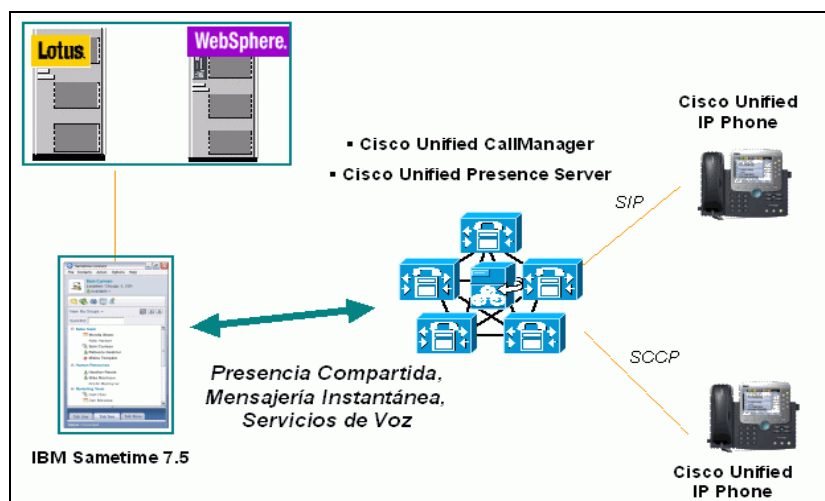 Lotus.
WebSphere.
Cisco Unified
IP Phone
▪ Cisco Unified CallManager
▪ Cisco Unified Presence Server
SIP
SCCP
Presencia Compartida,
Mensajería Instantánea,
Servicios de Voz
IBM Sametime 7.5
Cisco Unified
IP Phone